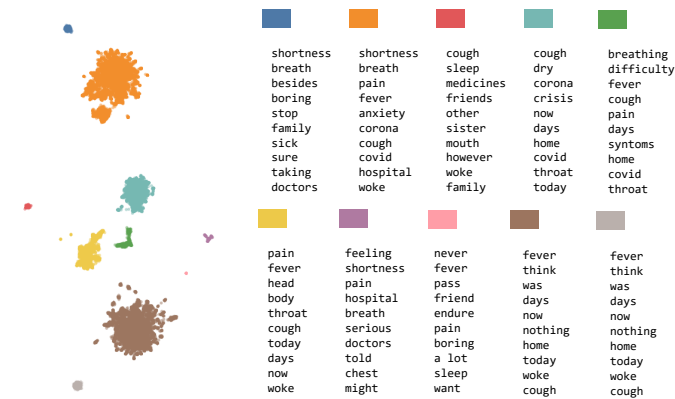 shortness
breath
besides
boring
stop
family
sick
sure
taking
doctors
shortness
breath
pain
fever
anxiety
corona
cough
covid
hospital
woke
cough
sleep
medicines
friends
other
sister
mouth
however
woke
family
cough
dry
corona
crisis
now
days
home
covid
throat
today
breathing
difficulty
fever
cough
pain
days
syntoms
home
covid
throat
pain
fever
head
body
throat
cough
today
days
now
woke
feeling
shortness
pain
hospital
breath
serious
doctors
told
chest
might
never
fever
pass
friend
endure
pain
boring
a lot
sleep
want
fever
think
was
days
now
nothing
home
today
woke
cough
fever
think
was
days
now
nothing
home
today
woke
cough